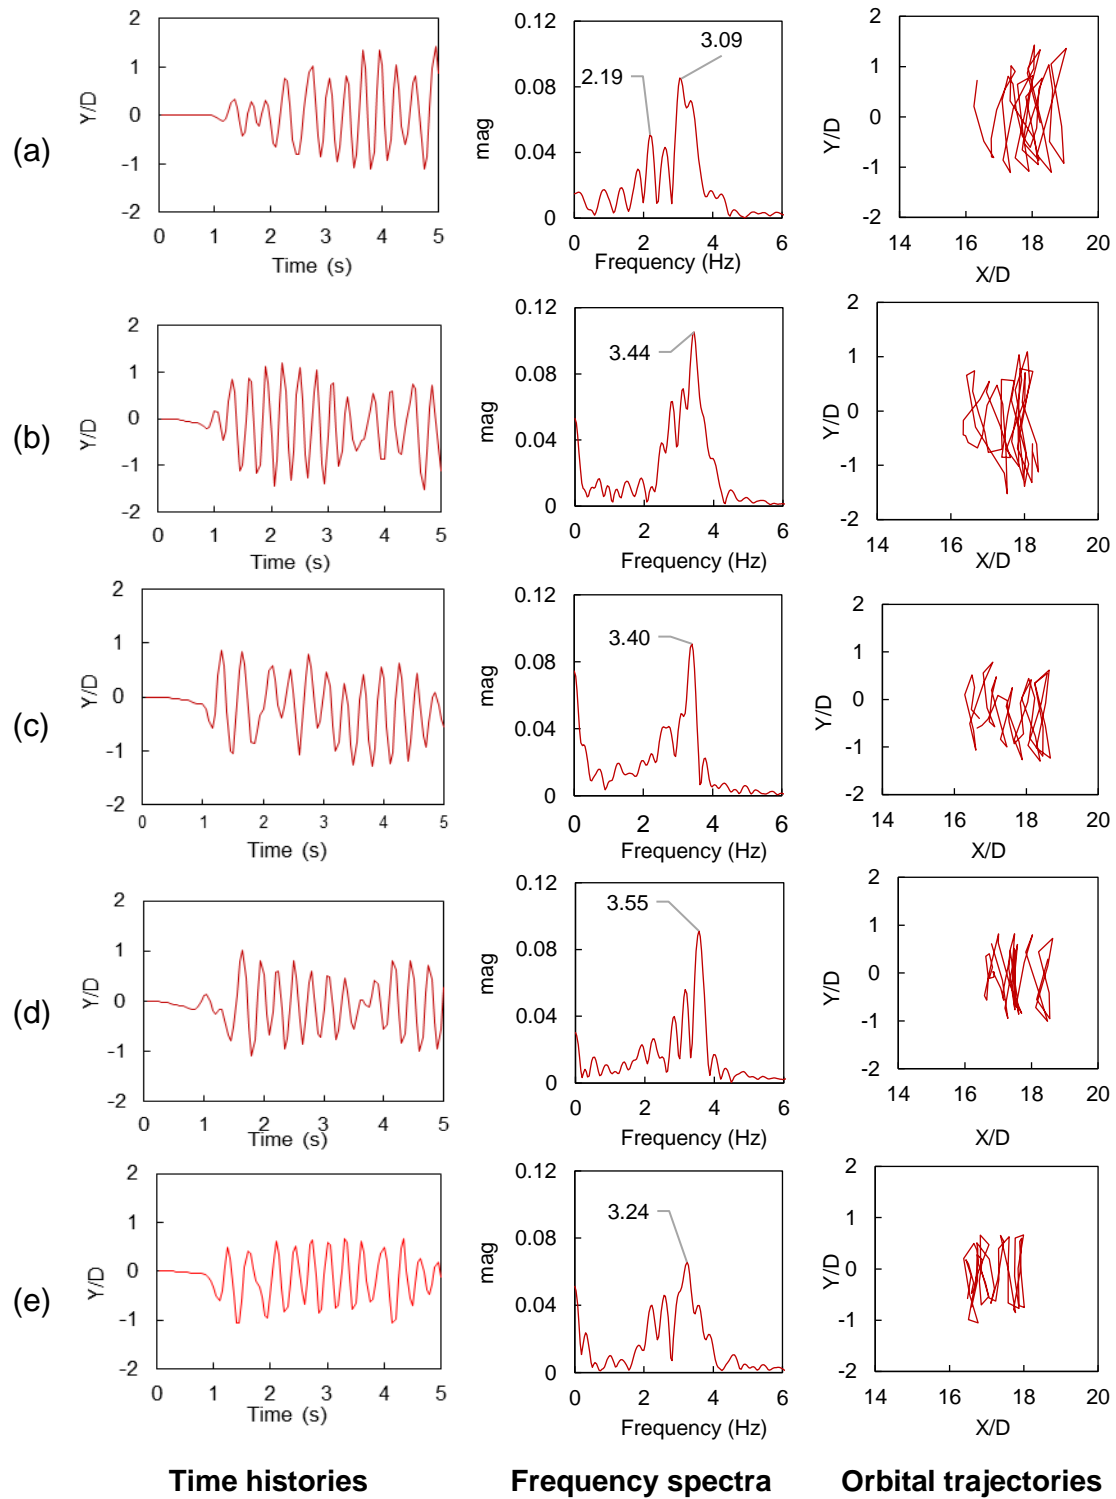 (a)
Y/D
2
1
0
-1
-2
0 1 2 3 4 5
Time (s)
mag
0.12
0.08
0.04
0
2.19
3.09
0 2 4 6
Frequency (Hz)
Y/D
2
1
0
-1
-2
14 16 18 20
X/D
(b)
Y/D
2
1
0
-1
-2
0 1 2 3 4 5
Time (s)
mag
0.12
0.08
0.04
0
3.44
0 2 4 6
Frequency (Hz)
Y/D
2
1
0
-1
-2
14 16 18 20
X/D
(c)
Y/D
2
1
0
-1
-2
0 1 2 3 4 5
Time (s)
mag
0.12
0.08
0.04
0
3.40
0 2 4 6
Frequency (Hz)
Y/D
2
1
0
-1
-2
14 16 18 20
X/D
(d)
Y/D
2
1
0
-1
-2
0 1 2 3 4 5
Time (s)
mag
0.12
0.08
0.04
0
3.55
0 2 4 6
Frequency (Hz)
Y/D
2
1
0
-1
-2
14 16 18 20
X/D
(e)
Y/D
2
1
0
-1
-2
0 1 2 3 4 5
Time (s)
mag
0.12
0.08
0.04
0
3.24
0 2 4 6
Frequency (Hz)
Y/D
2
1
0
-1
-2
14 16 18 20
X/D
Time histories
Frequency spectra
Orbital trajectories